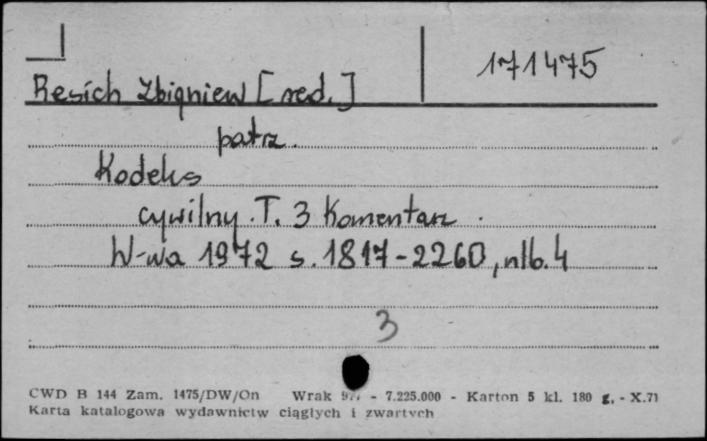 171475
Resich Zbigniew [red.]
patrz.
Kodeks
cywilny. T. 3 Komentarz.
W-wa 1972 s. 1817-2260, nlb. 4
3
CWD B 144 Zam. 1475/DW/On Wrak - 7.225.000 - Karton 5 kl. 180 g. - X.71
Karta katalogowa wydawnictw ciągłych i zwartych